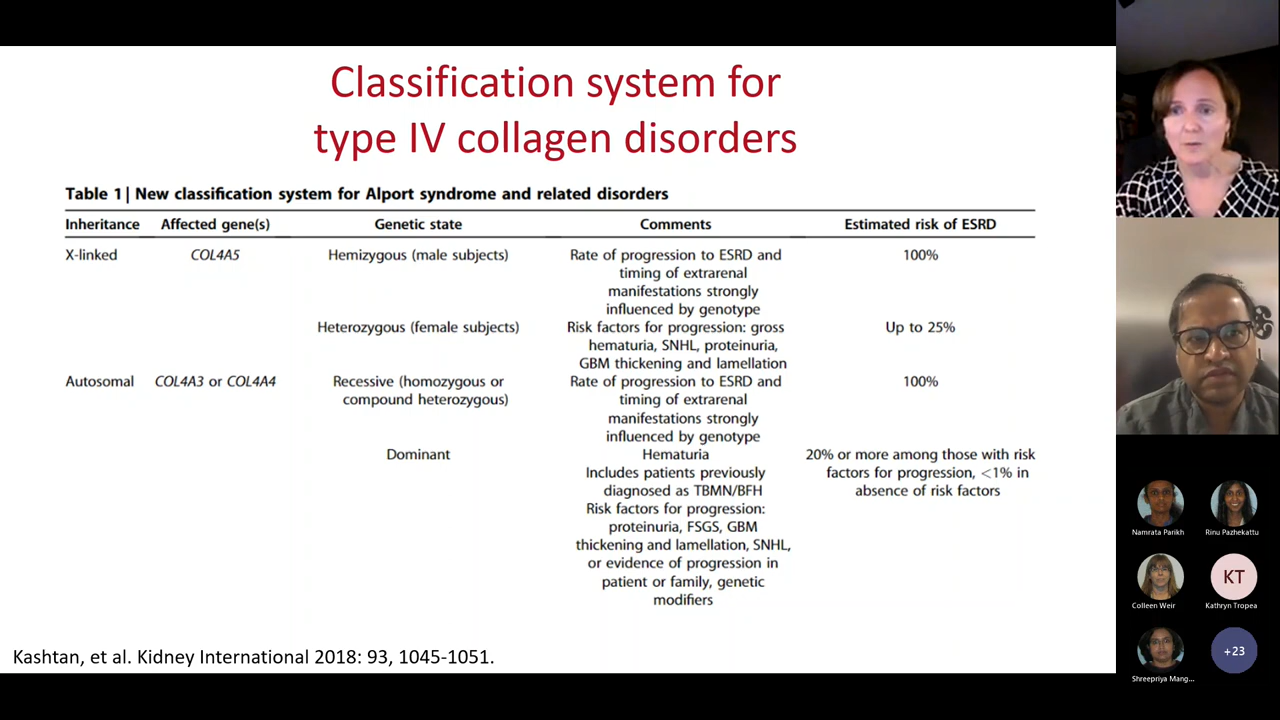 Classification system for
type IV collagen disorders
Table 1| New classification system for Alport syndrome and related disorders
Inheritance Affected gene(s) Genetic state Comments Estimated risk of ESRD
X-linked COL4A5 Hemizygous (male subjects) Rate of progression to ESRD and 100%
timing of extrarenal
manifestations strongly
influenced by genotype
Heterozygous (female subjects) Risk factors for progression: gross Up to 25%
hematuria, SNHL, proteinuria,
GBM thickening and lamellation
Autosomal COL4A3 or COL4A4 Recessive (homozygous or Rate of progression to ESRD and 100%
compound heterozygous) timing of extrarenal
manifestations strongly
influenced by genotype
Dominant Hematuria 20% or more among those with risk
Includes patients previously factors for progression, <1% in
diagnosed as TBMN/BFH absence of risk factors
Risk factors for progression:
proteinuria, FSGS, GBM
thickening and lamellation, SNHL,
or evidence of progression in
patient or family, genetic
modifiers
Kashtan, et al. Kidney International 2018: 93, 1045-1051.
Namrata Parikh Rinu Pazhekattu
KT
Colleen Weir Kathryn Tropea
+23
Shreepriya Mang...